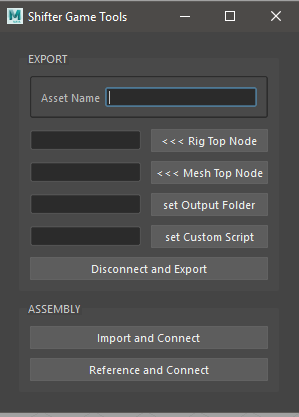 Shifter Game Tools
EXPORT
Asset Name
<<< Rig Top Node
<<< Mesh Top Node
set Output Folder
set Custom Script
Disconnect and Export
ASSEMBLY
Import and Connect
Reference and Connect